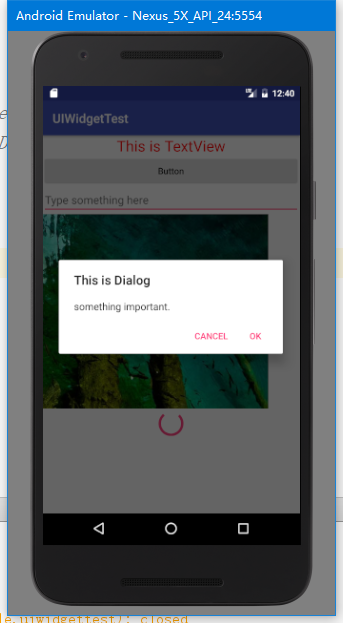 Android Emulator - Nexus_5X_API_24:5554
12:40
UIWidgetTest
This is TextView
Button
Type something here
This is Dialog
something important.
CANCEL OK
le.uiwidgettest): closed